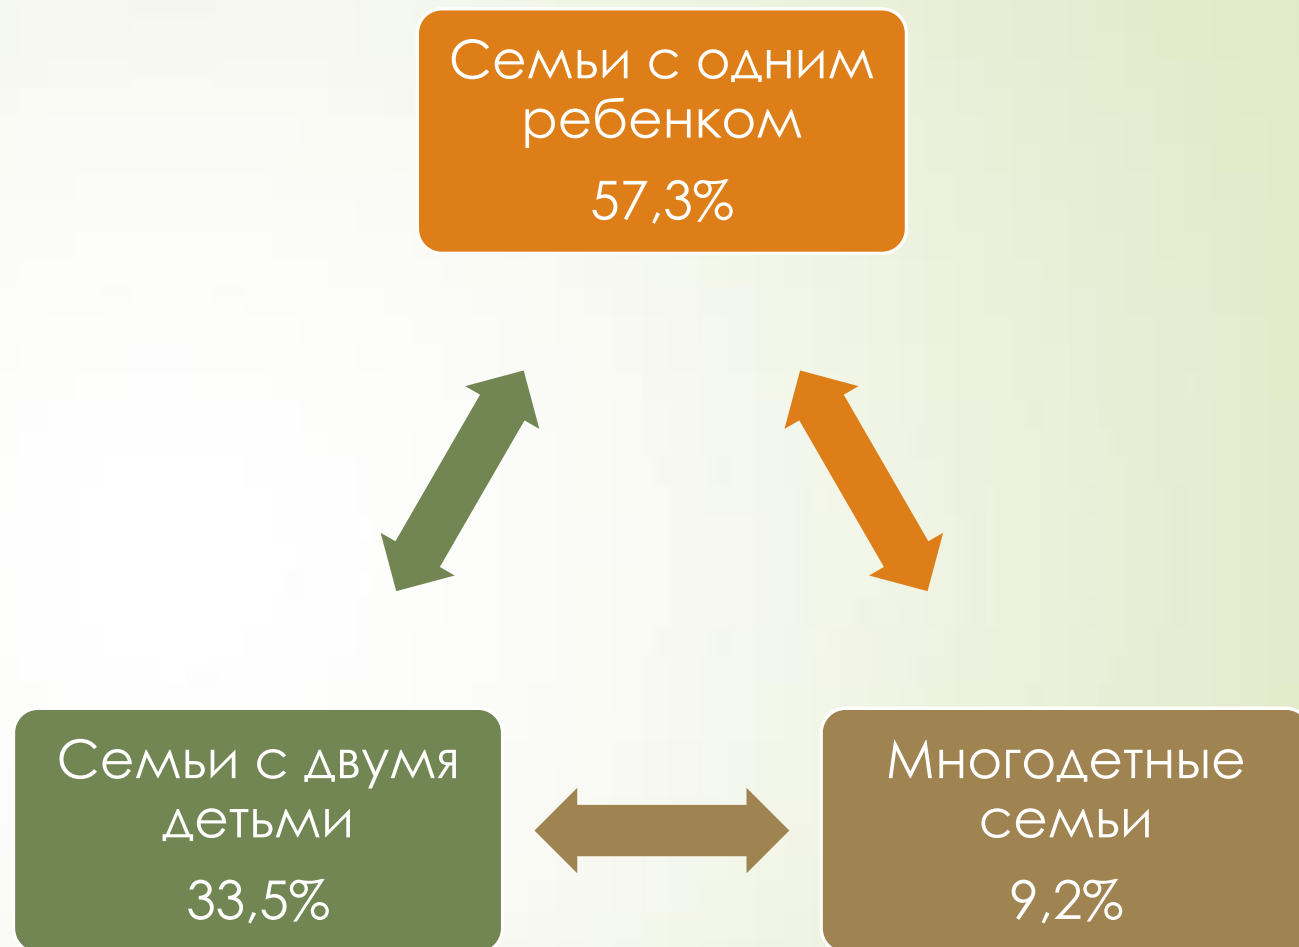 Семьи с одним
ребенком
57,3%
Семьи с двумя
детьми
33,5%
Многодетные
семьи
9,2%